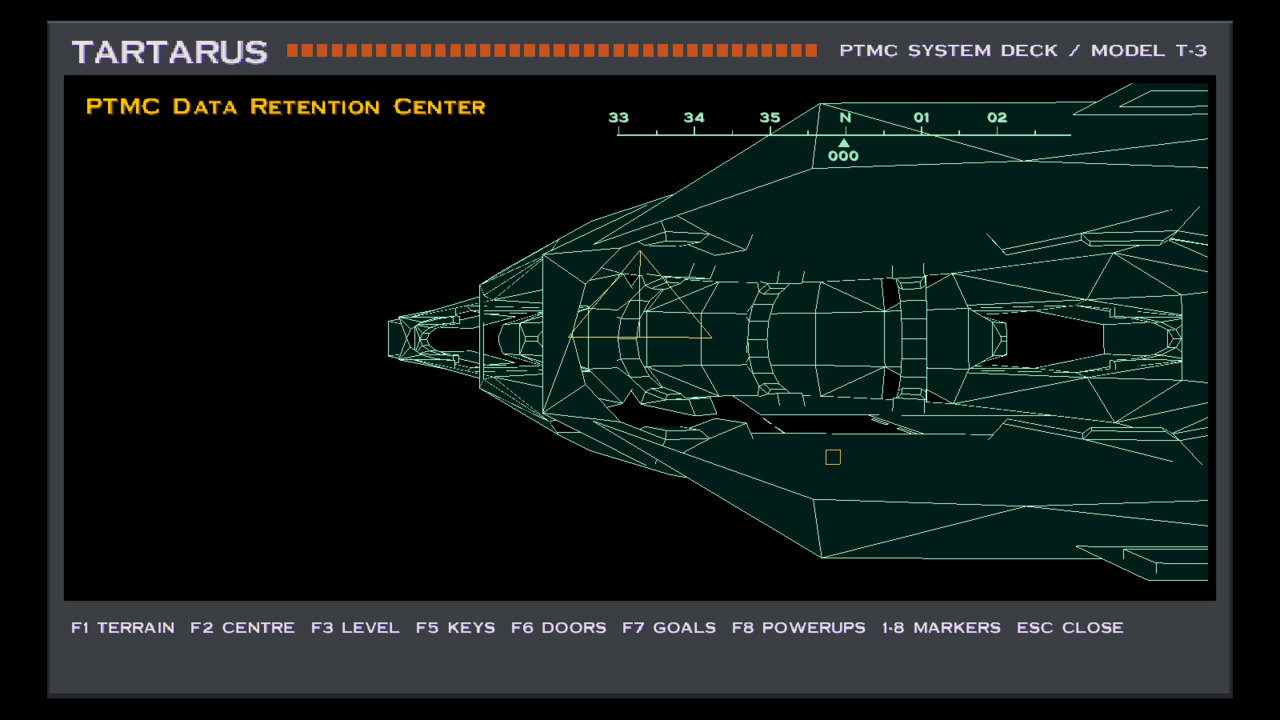 TARTARUS
PTMC SYSTEM DECK / MODEL T-3
PTMC DATA RETENTION CENTER
33 34 35 N 01 02
000
F1 TERRAIN F2 CENTRE F3 LEVEL F5 KEYS F6 DOORS F7 GOALS F8 POWERUPS 1-8 MARKERS ESC CLOSE